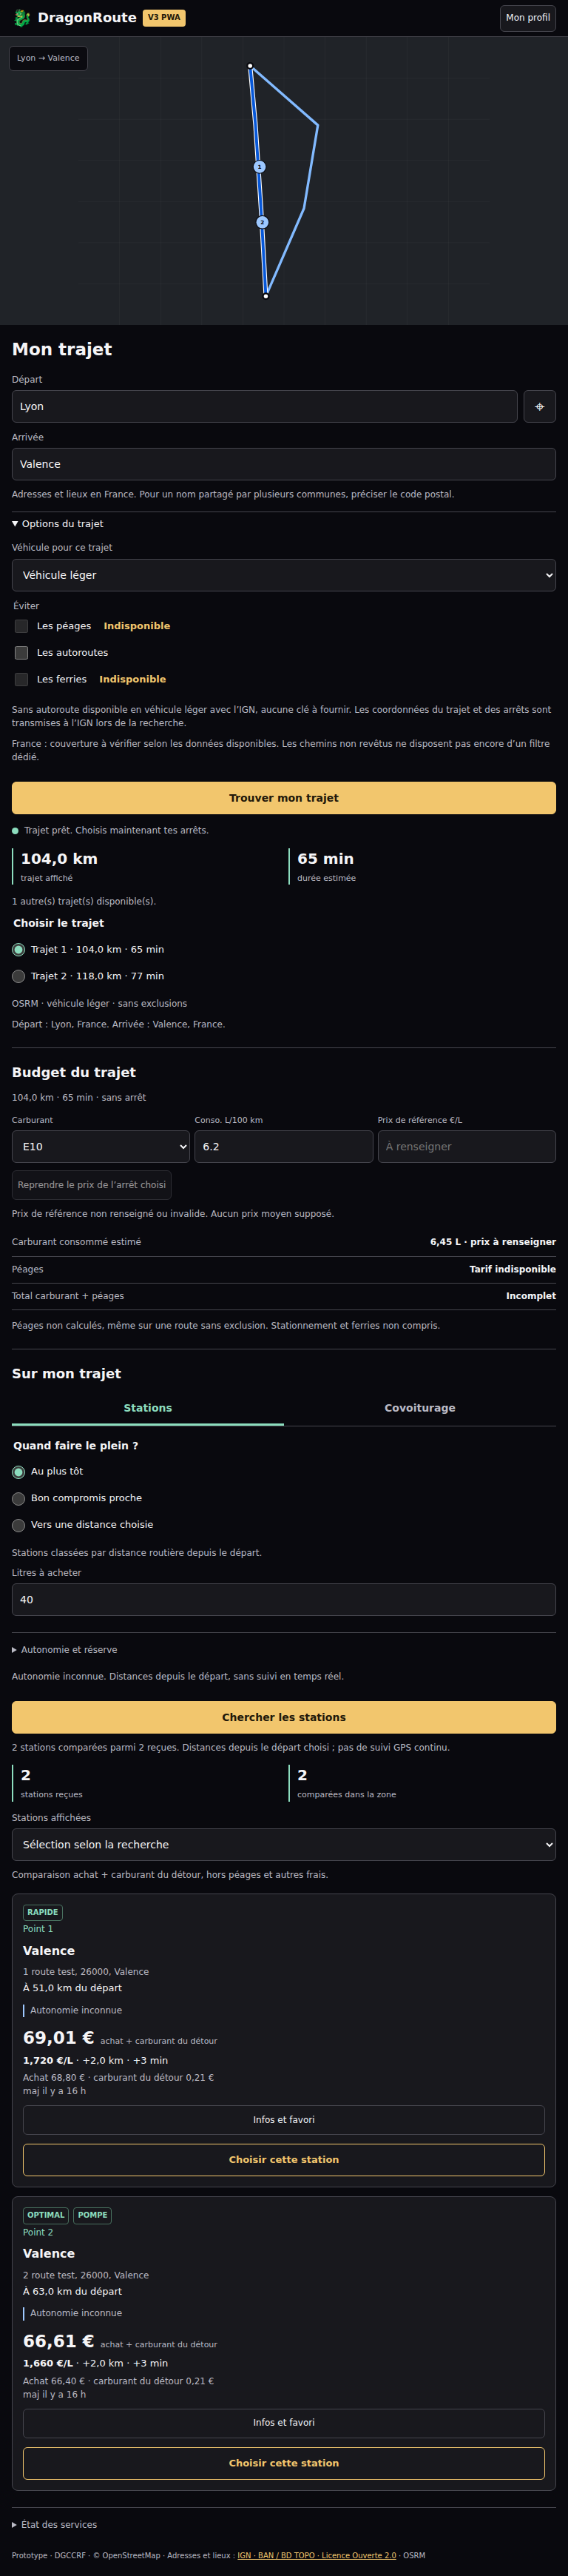 DragonRoute V3 PWA Mon profil
Lyon → Valence
1
2
Mon trajet
Départ
Lyon
Arrivée
Valence
Adresses et lieux en France. Pour un nom partagé par plusieurs communes, préciser le code postal.
Options du trajet
Véhicule pour ce trajet
Véhicule léger
Éviter
Les péages Indisponible
Les autoroutes
Les ferries Indisponible
Sans autoroute disponible en véhicule léger avec l’IGN, aucune clé à fournir. Les coordonnées du trajet et des arrêts sont
transmises à l’IGN lors de la recherche.
France : couverture à vérifier selon les données disponibles. Les chemins non revêtus ne disposent pas encore d’un filtre
dédié.
Trouver mon trajet
Trajet prêt. Choisis maintenant tes arrêts.
104,0 km 65 min
trajet affiché durée estimée
1 autre(s) trajet(s) disponible(s).
Choisir le trajet
Trajet 1 · 104,0 km · 65 min
Trajet 2 · 118,0 km · 77 min
OSRM · véhicule léger · sans exclusions
Départ : Lyon, France. Arrivée : Valence, France.
Budget du trajet
104,0 km · 65 min · sans arrêt
Carburant Conso. L/100 km Prix de référence €/L
E10 6.2 À renseigner
Reprendre le prix de l’arrêt choisi
Prix de référence non renseigné ou invalide. Aucun prix moyen supposé.
Carburant consommé estimé 6,45 L · prix à renseigner
Péages Tarif indisponible
Total carburant + péages Incomplet
Péages non calculés, même sur une route sans exclusion. Stationnement et ferries non compris.
Sur mon trajet
Stations Covoiturage
Quand faire le plein ?
Au plus tôt
Bon compromis proche
Vers une distance choisie
Stations classées par distance routière depuis le départ.
Litres à acheter
40
Autonomie et réserve
Autonomie inconnue. Distances depuis le départ, sans suivi en temps réel.
Chercher les stations
2 stations comparées parmi 2 reçues. Distances depuis le départ choisi ; pas de suivi GPS continu.
2 2
stations reçues comparées dans la zone
Stations affichées
Sélection selon la recherche
Comparaison achat + carburant du détour, hors péages et autres frais.
RAPIDE
Point 1
Valence
1 route test, 26000, Valence
À 51,0 km du départ
Autonomie inconnue
69,01 € achat + carburant du détour
1,720 €/L · +2,0 km · +3 min
Achat 68,80 € · carburant du détour 0,21 €
maj il y a 16 h
Infos et favori
Choisir cette station
OPTIMAL POMPE
Point 2
Valence
2 route test, 26000, Valence
À 63,0 km du départ
Autonomie inconnue
66,61 € achat + carburant du détour
1,660 €/L · +2,0 km · +3 min
Achat 66,40 € · carburant du détour 0,21 €
maj il y a 16 h
Infos et favori
Choisir cette station
État des services
Prototype · DGCCRF · © OpenStreetMap · Adresses et lieux : IGN · BAN / BD TOPO · Licence Ouverte 2.0 · OSRM